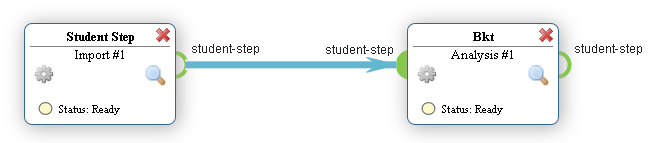 Student Step
Import #1
Status: Ready
student-step
student-step
Bkt
Analysis #1
Status: Ready
student-step